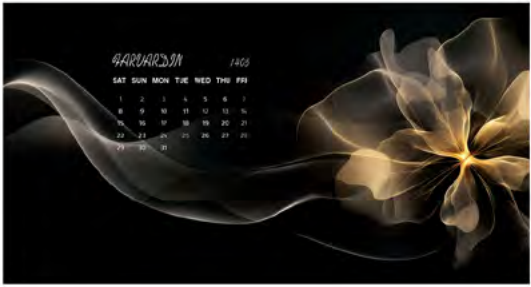 FARVARDIN 1405
SAT SUN MON TUE WED THU FRI
1 2 3 4 5 6 7
8 9 10 11 12 13 14
15 16 17 18 19 20 21
22 23 24 25 26 27 28
29 30 31